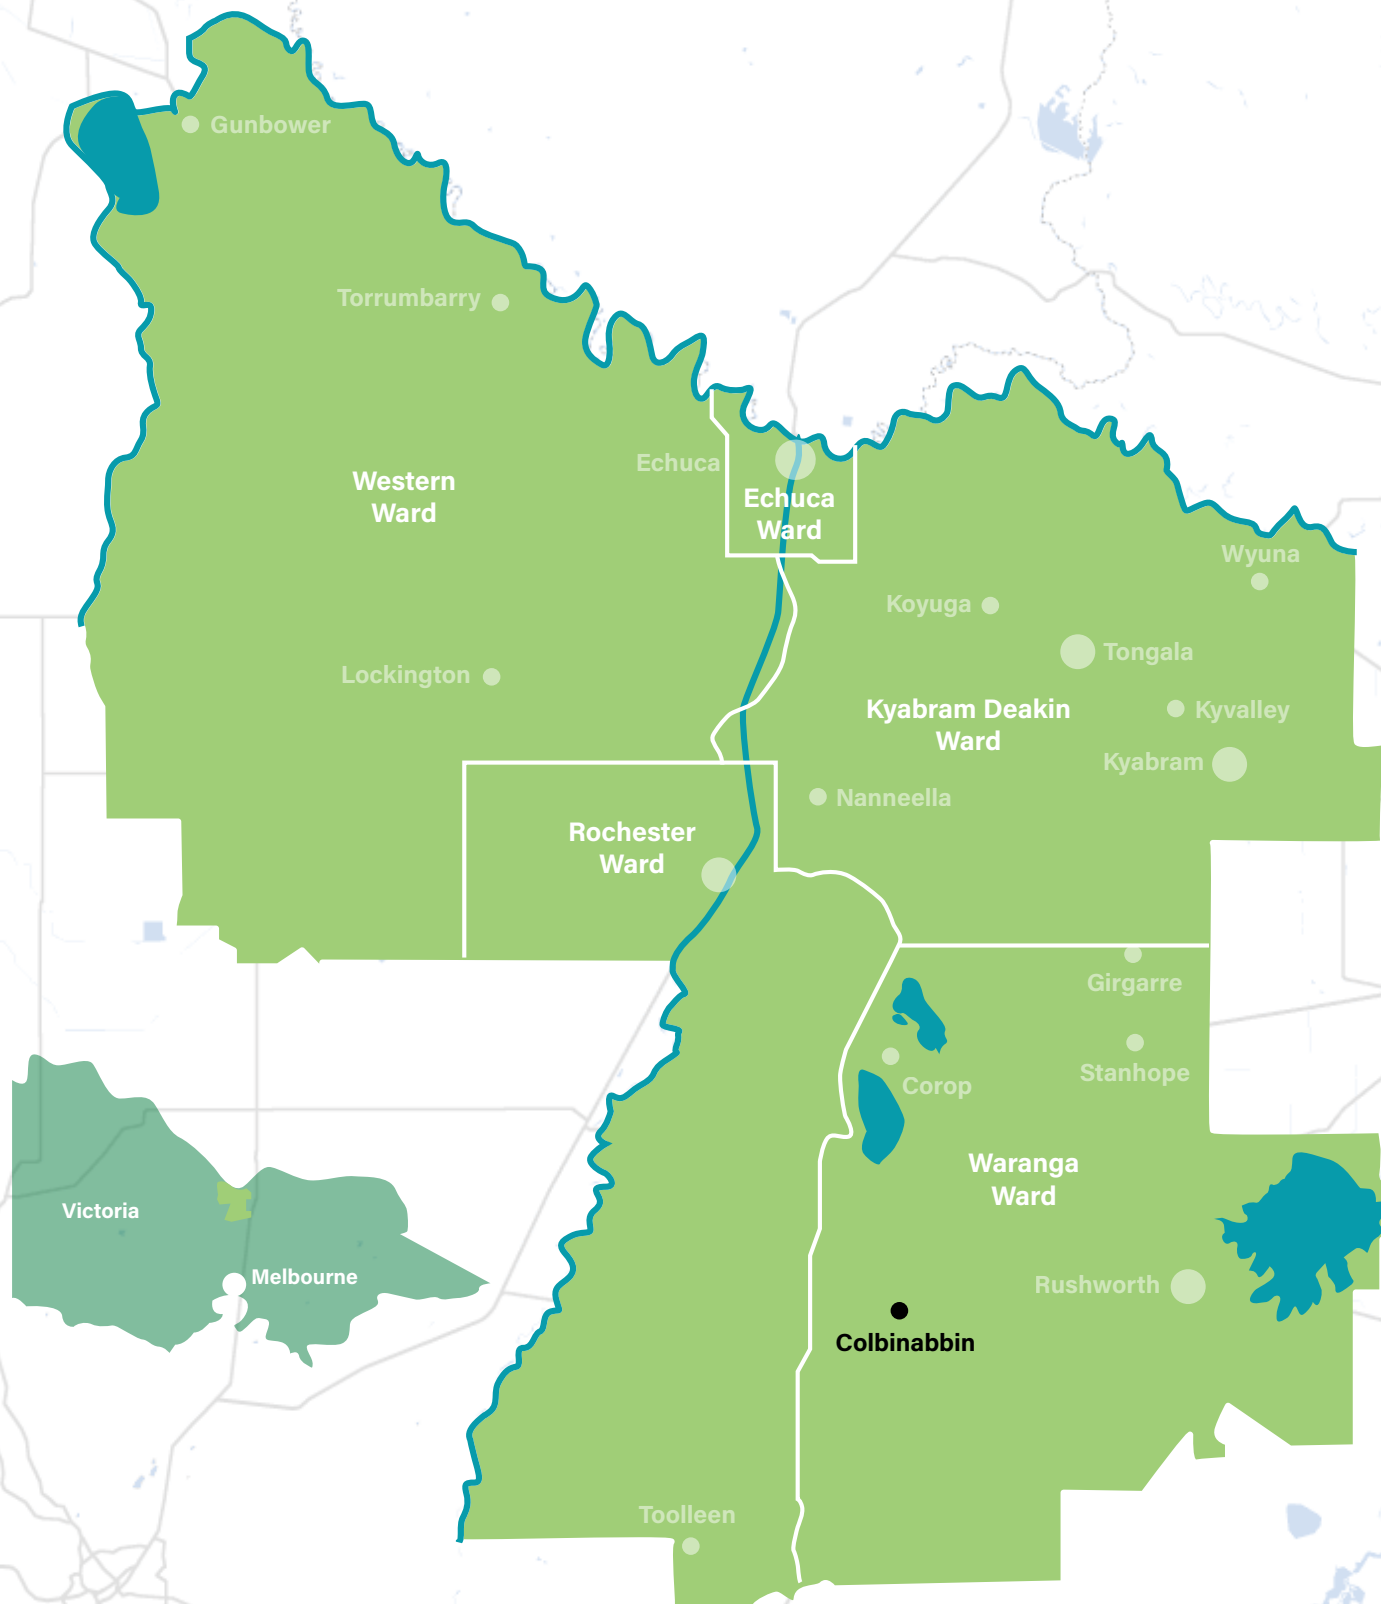 Gunbower
Torrumbarry
Echuca
Western
Ward
Echuca
Ward
Wyuna
Koyuga
Tongala
Lockington
Kyabram Deakin
Ward
Kyvalley
Kyabram
Nanneella
Rochester
Ward
Girgarre
Stanhope
Corop
Waranga
Ward
Victoria
Melbourne
Rushworth
Colbinabbin
Toolleen